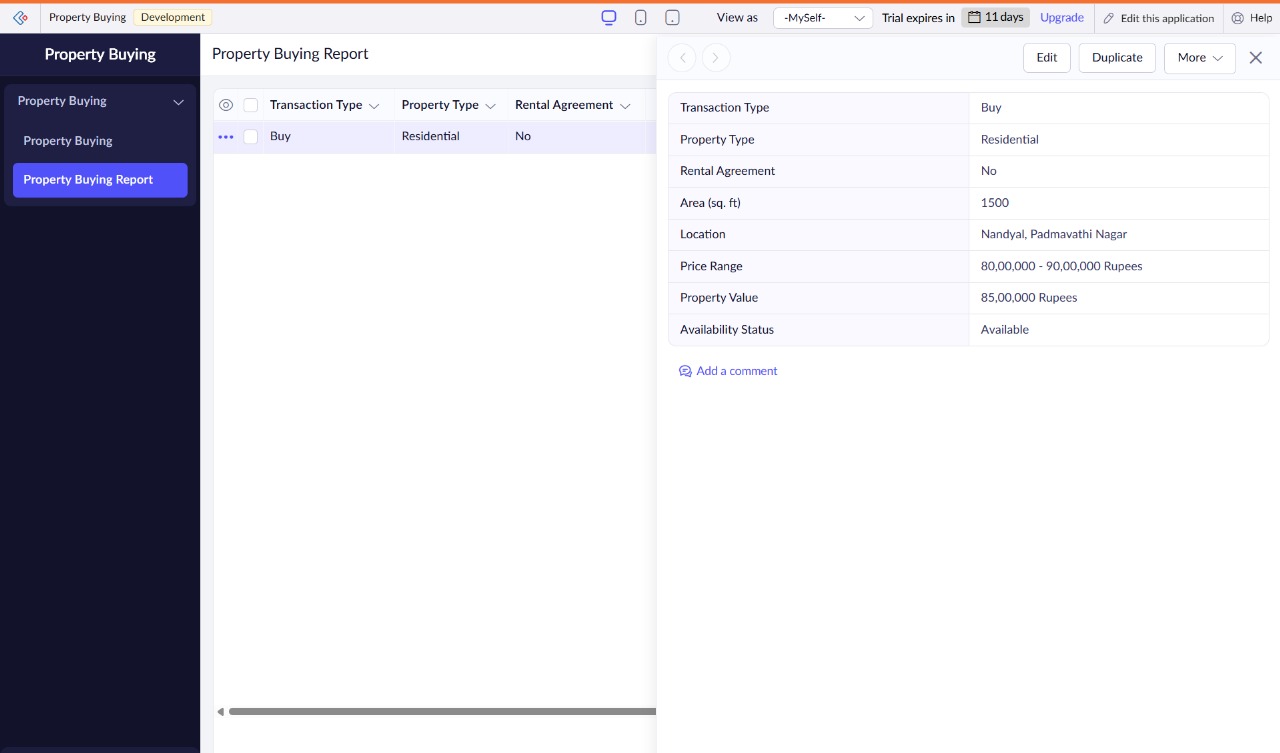 Property Buying Development View as -MySelf- Trial expires in 11 days Upgrade Edit this application Help
Property Buying
Property Buying
Property Buying
Property Buying Report
Property Buying Report
Transaction Type Property Type Rental Agreement
Buy Residential No
Edit Duplicate More
Transaction Type Buy
Property Type Residential
Rental Agreement No
Area (sq. ft) 1500
Location Nandyal, Padmavathi Nagar
Price Range 80,00,000 - 90,00,000 Rupees
Property Value 85,00,000 Rupees
Availability Status Available
Add a comment